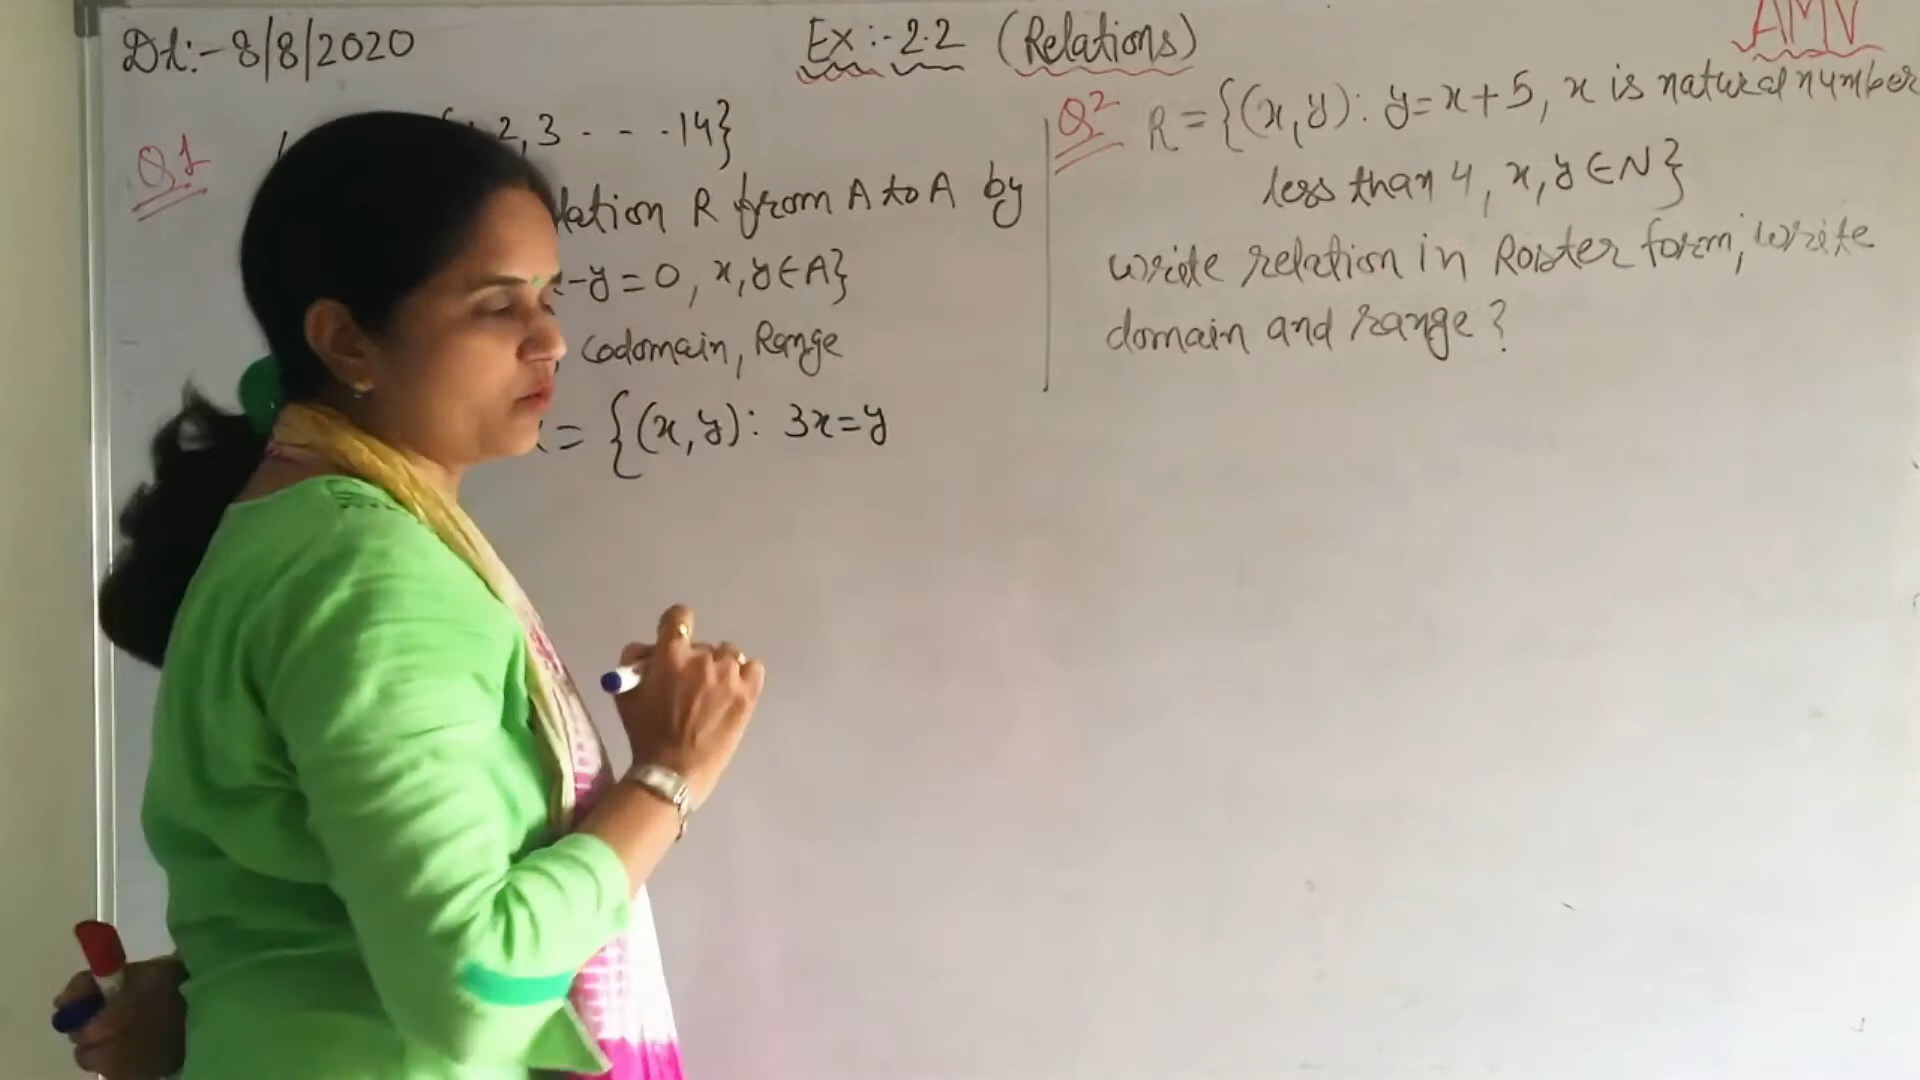 Dt:-8/8/2020
Ex:-2.2 (Relations)
AMV
Q1
2,3 - - - 14}
lation R from A to A by
-y=0, x,y∈A}
codomain, Range
= {(x,y): 3x=y
Q2 R={(x,y): y=x+5, x is natural number
less than 4, x,y∈N}
write relation in Roster form, write
domain and range?